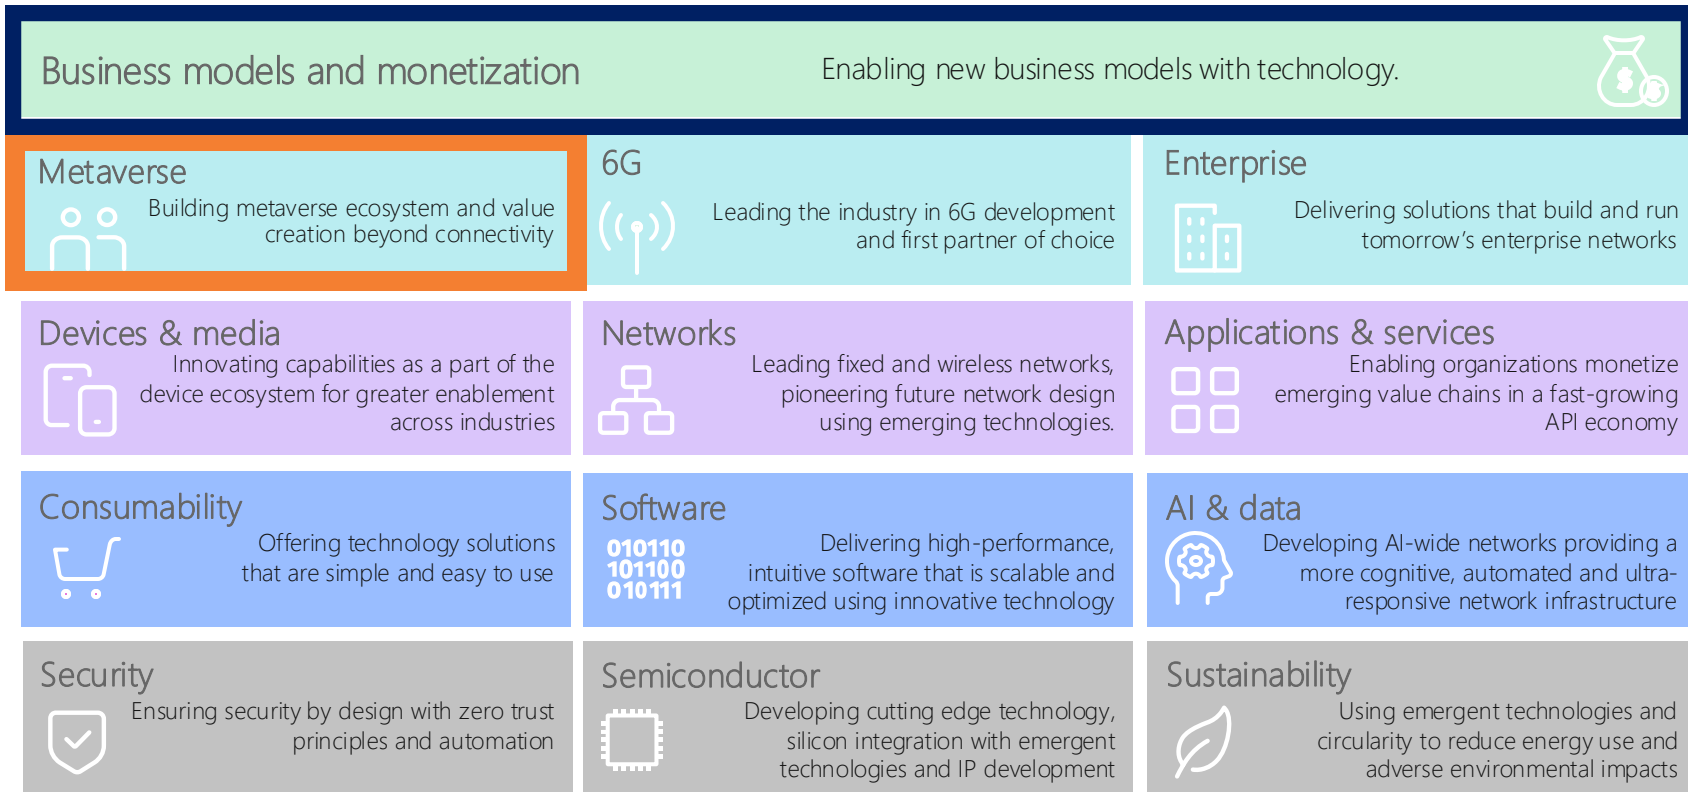 Business models and monetization
Enabling new business models with technology.
Metaverse
Building metaverse ecosystem and value
creation beyond connectivity
6G
Leading the industry in 6G development
and first partner of choice
Enterprise
Delivering solutions that build and run
tomorrow's enterprise networks
Devices & media
Innovating capabilities as a part of the
device ecosystem for greater enablement
across industries
Networks
Leading fixed and wireless networks,
pioneering future network design
using emerging technologies.
Applications & services
Enabling organizations monetize
emerging value chains in a fast-growing
API economy
Consumability
Offering technology solutions
that are simple and easy to use
Software
010110
101100
010111
Delivering high-performance,
intuitive software that is scalable and
optimized using innovative technology
AI & data
Developing AI-wide networks providing a
more cognitive, automated and ultra-
responsive network infrastructure
Security
Ensuring security by design with zero trust
principles and automation
Semiconductor
Developing cutting edge technology,
silicon integration with emergent
technologies and IP development
Sustainability
Using emergent technologies and
circularity to reduce energy use and
adverse environmental impacts